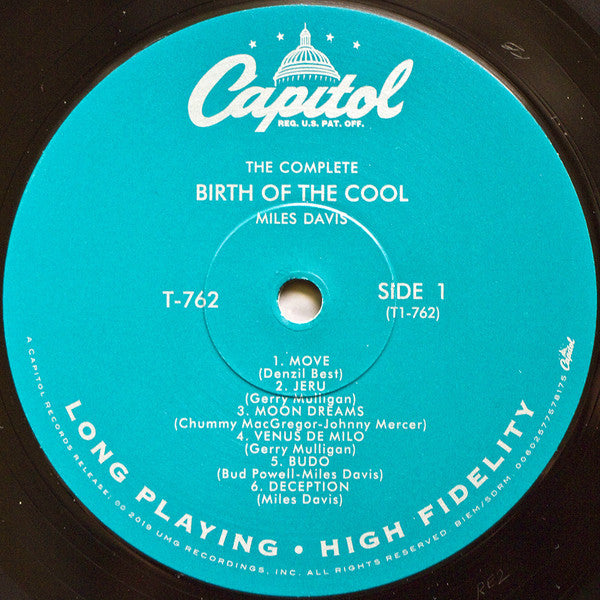 Capitol
REG. U.S. PAT. OFF.
THE COMPLETE
BIRTH OF THE COOL
MILES DAVIS
T-762
SIDE 1
(T1-762)
1. MOVE
(Denzil Best)
2. JERU
(Gerry Mulligan)
3. MOON DREAMS
(Chummy MacGregor-Johnny Mercer)
4. VENUS DE MILO
(Gerry Mulligan)
5. BUDO
(Bud Powell-Miles Davis)
6. DECEPTION
(Miles Davis)
LONG PLAYING • HIGH FIDELITY
A CAPITOL RECORDS RELEASE; ℗© 2019 UMG RECORDINGS, INC. ALL RIGHTS RESERVED. BIEM/SDRM. 00602577578175 Capitol